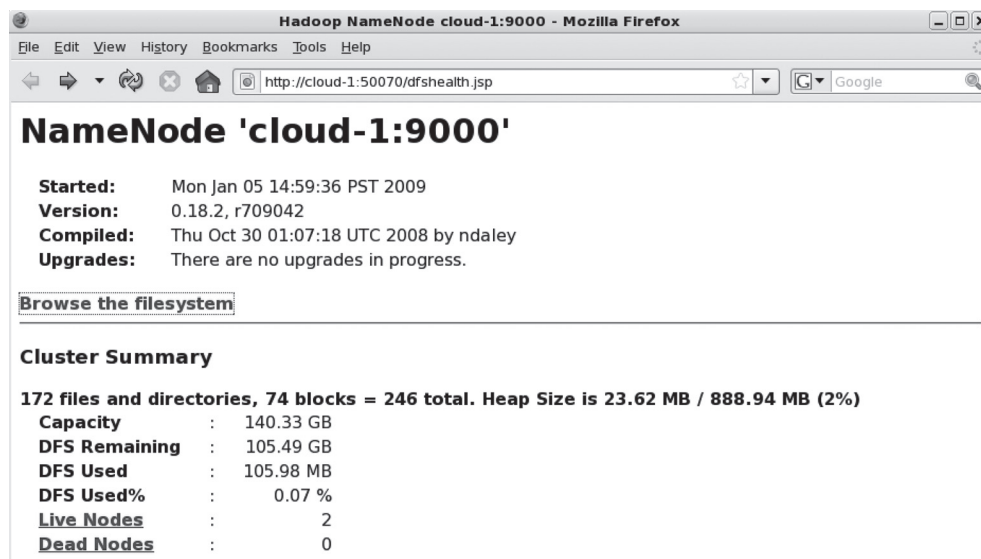 Hadoop NameNode cloud-1:9000 - Mozilla Firefox
File Edit View History Bookmarks Tools Help
http://cloud-1:50070/dfshealth.jsp G Google
NameNode 'cloud-1:9000'
Started: Mon Jan 05 14:59:36 PST 2009
Version: 0.18.2, r709042
Compiled: Thu Oct 30 01:07:18 UTC 2008 by ndaley
Upgrades: There are no upgrades in progress.
Browse the filesystem
Cluster Summary
172 files and directories, 74 blocks = 246 total. Heap Size is 23.62 MB / 888.94 MB (2%)
Capacity : 140.33 GB
DFS Remaining : 105.49 GB
DFS Used : 105.98 MB
DFS Used% : 0.07 %
Live Nodes : 2
Dead Nodes : 0